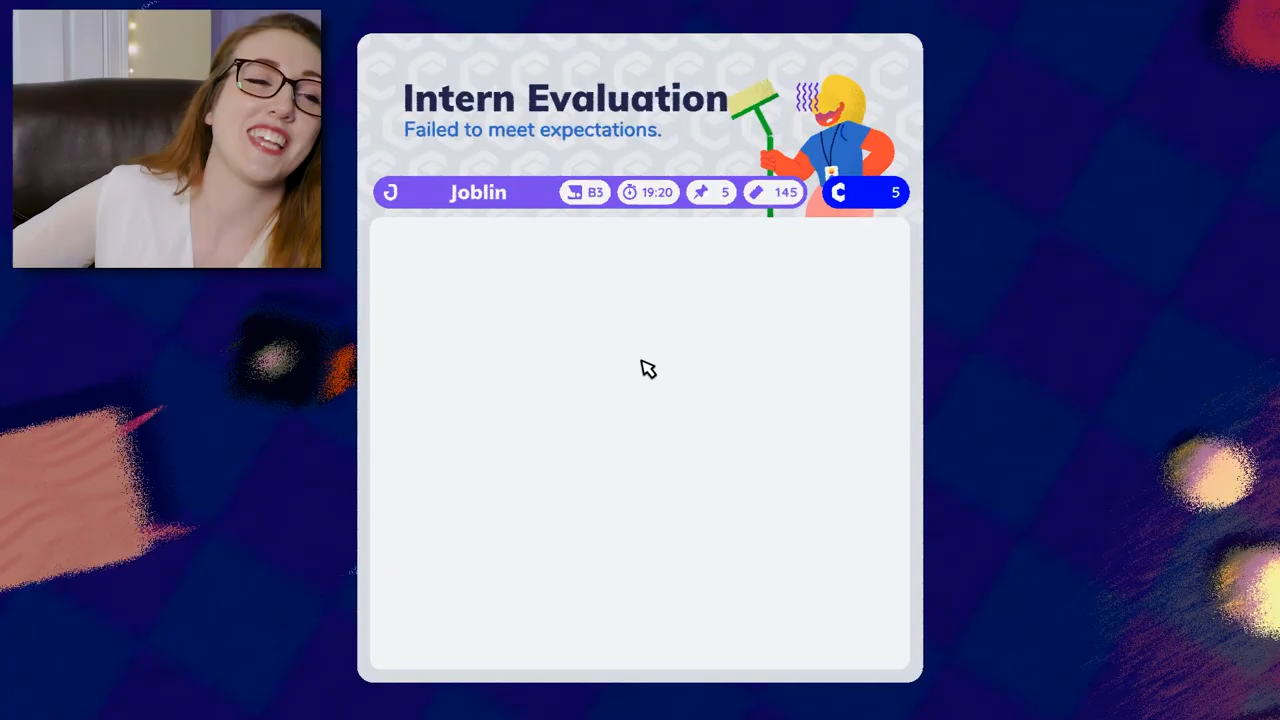 Intern Evaluation
Failed to meet expectations.
J Joblin B3 19:20 5 145 C 5